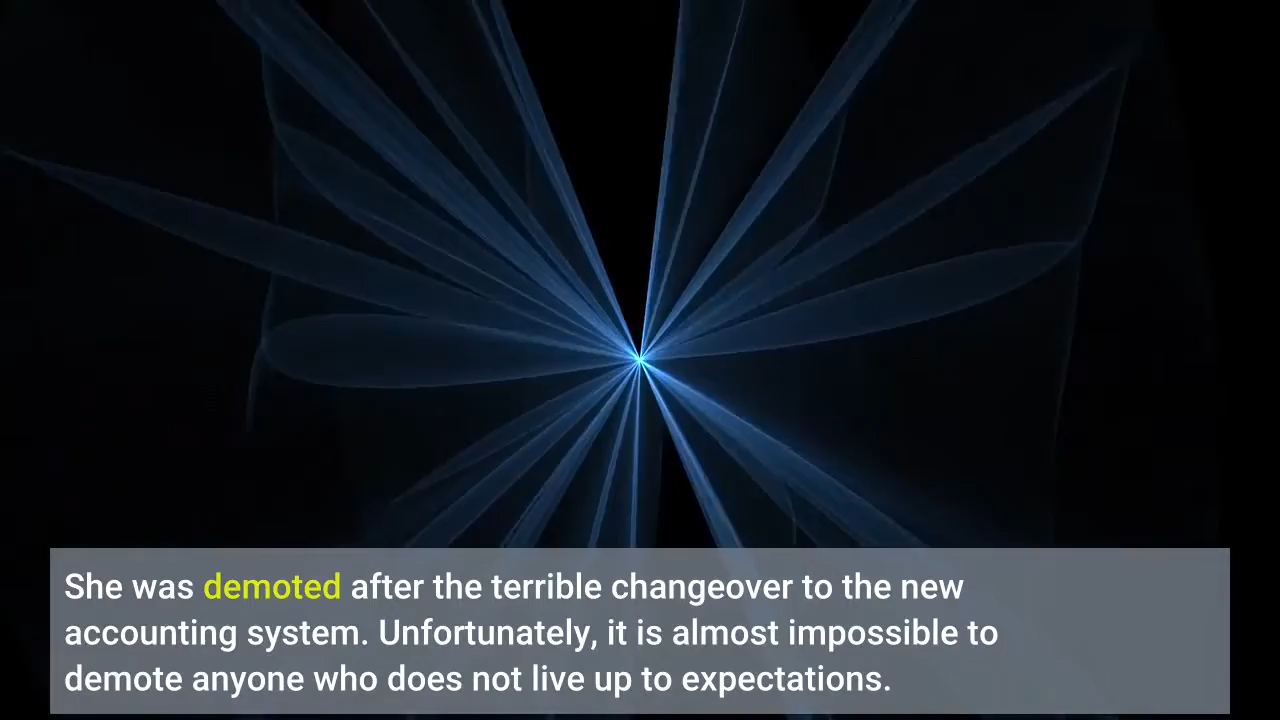 She was demoted after the terrible changeover to the new
accounting system. Unfortunately, it is almost impossible to
demote anyone who does not live up to expectations.